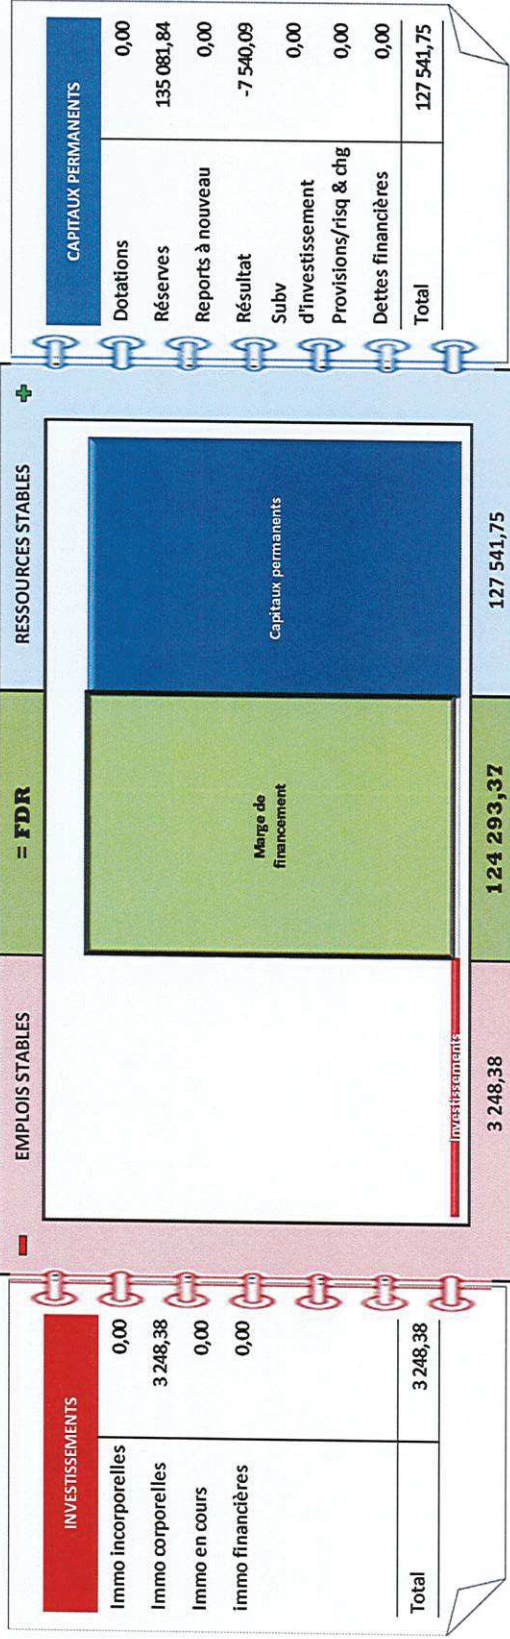 INVESTISSEMENTS
Immo incorporelles 0,00
Immo corporelles 3 248,38
Immo en cours 0,00
immo financières 0,00
Total 3 248,38
EMPLOIS STABLES
= FDR
RESSOURCES STABLES
Investissements
Marge de
financement
Capitaux permanents
3 248,38
124 293,37
127 541,75
CAPITAUX PERMANENTS
Dotations 0,00
Réserves 135 081,84
Reports à nouveau 0,00
Résultat -7 540,09
Subv
d'investissement 0,00
Provisions/risq & chg 0,00
Dettes financières 0,00
Total 127 541,75